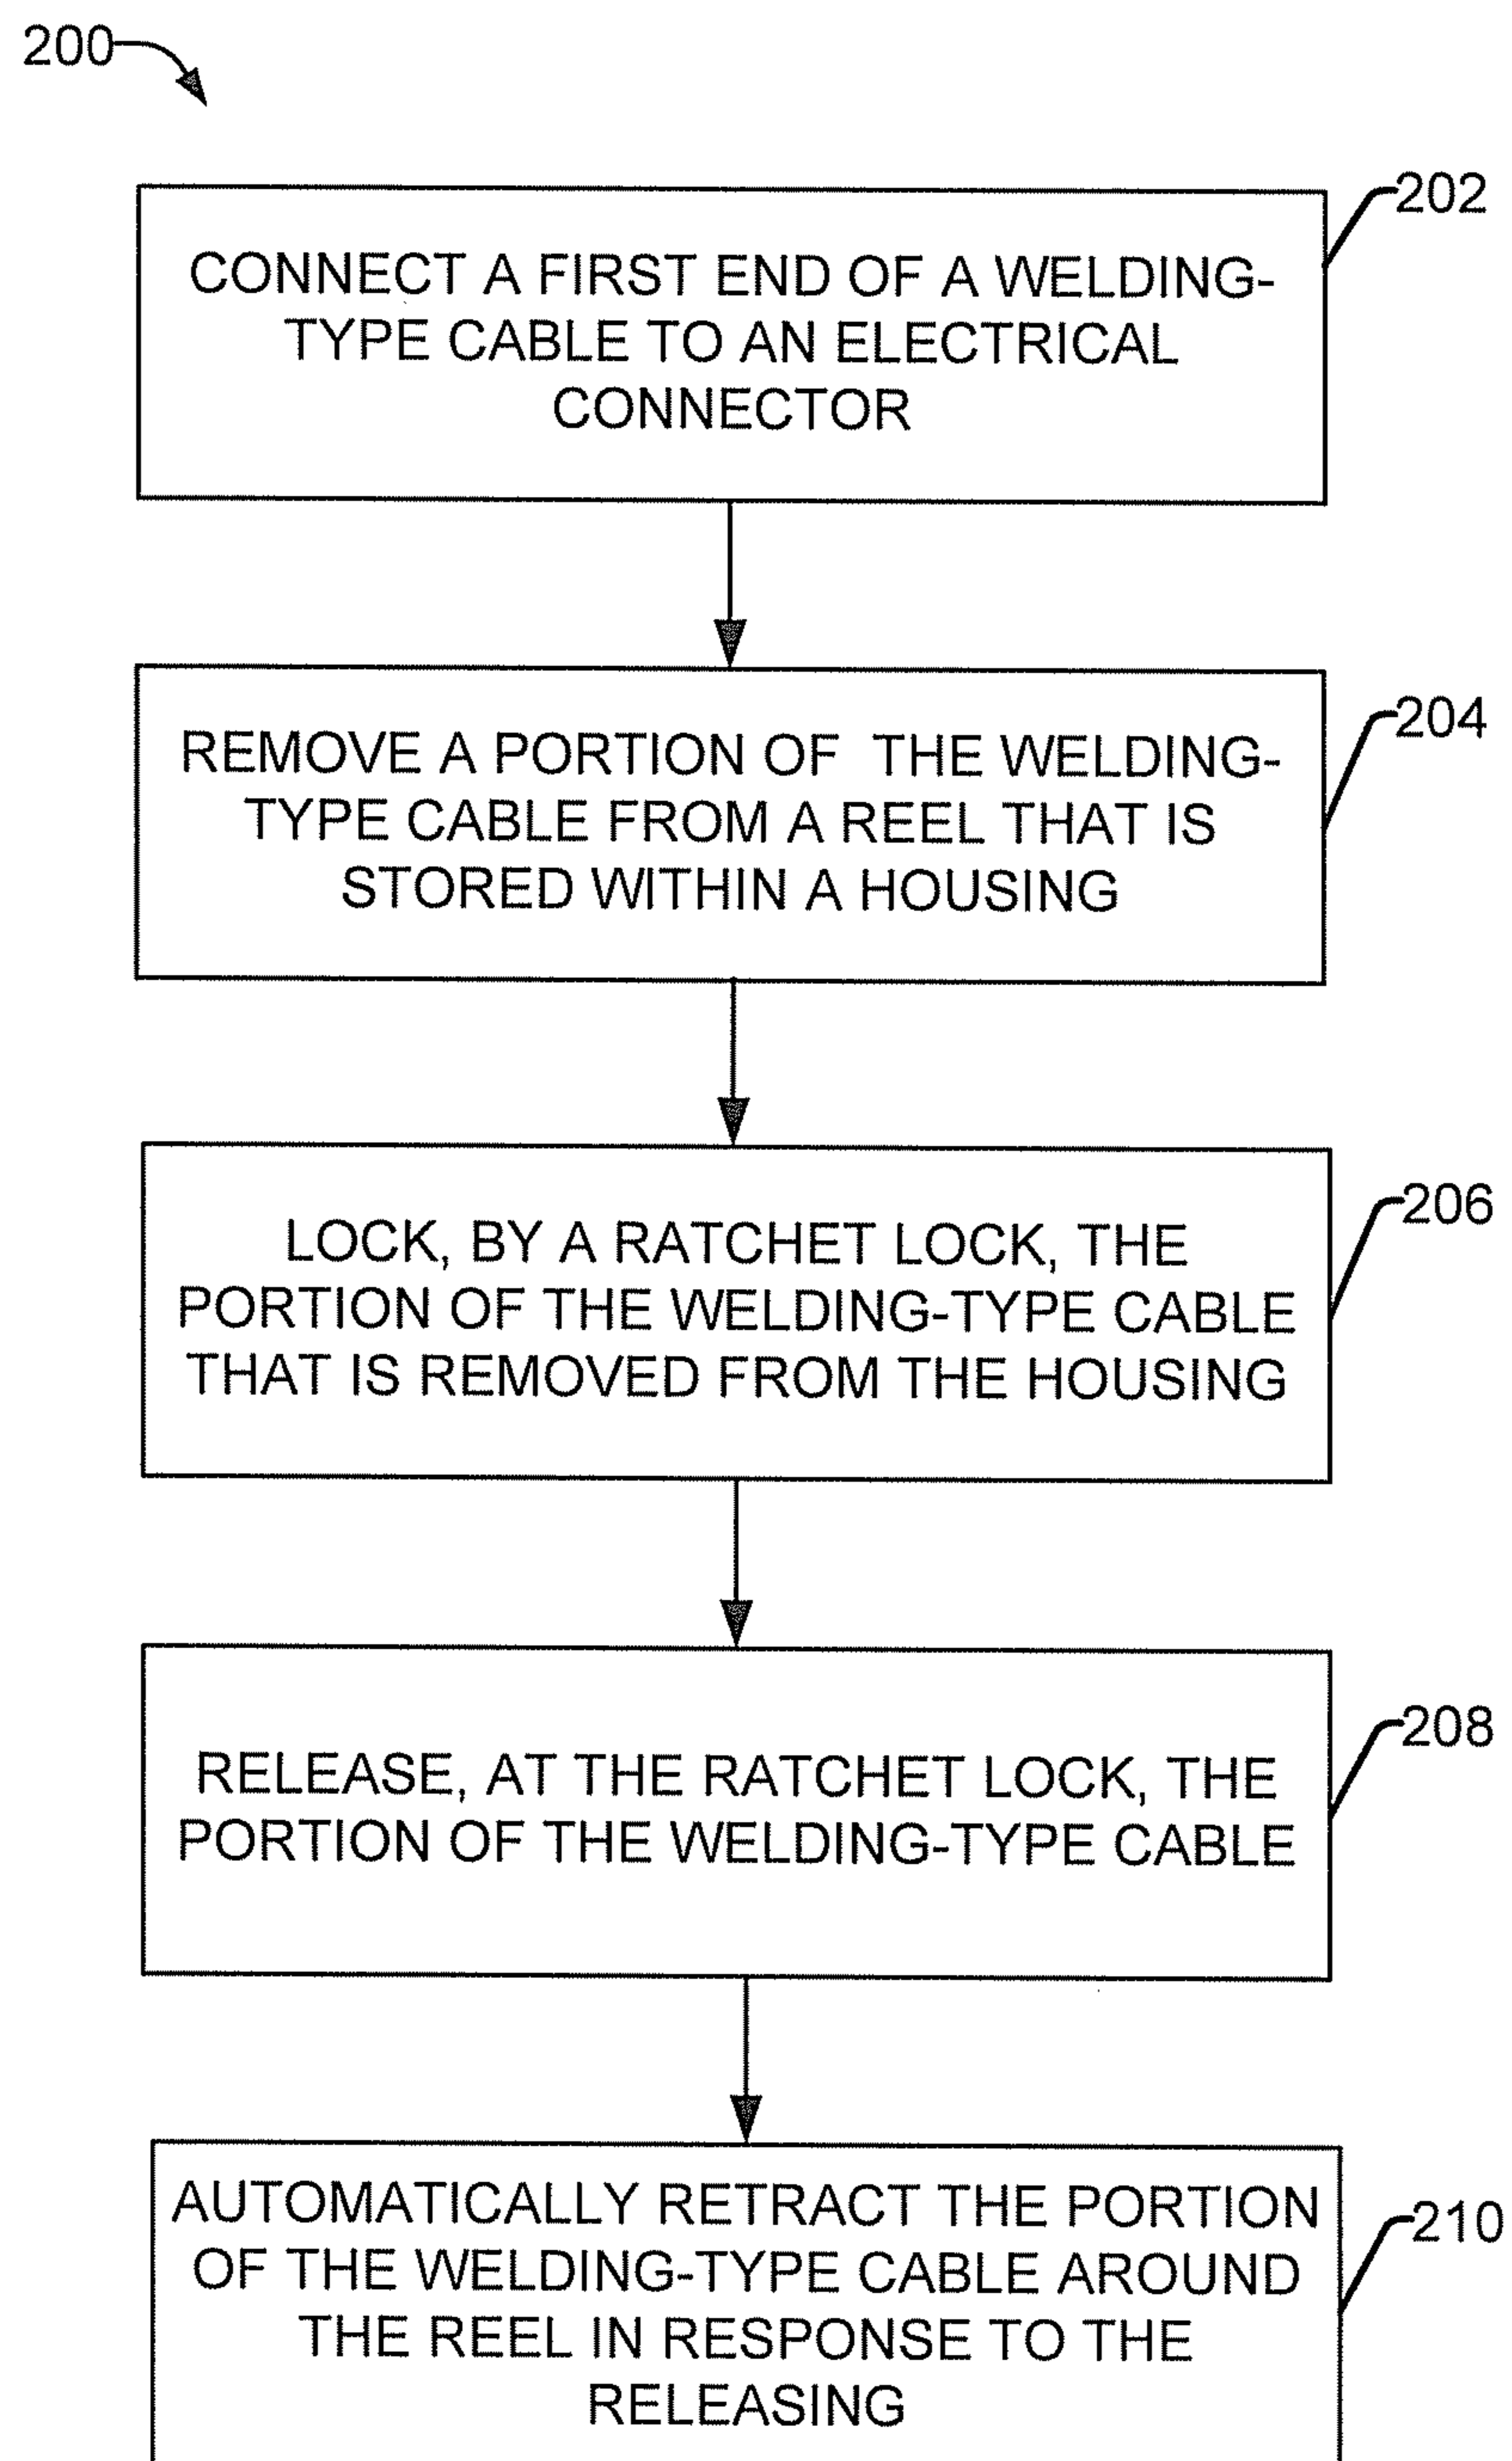 200
202
CONNECT A FIRST END OF A WELDING-
TYPE CABLE TO AN ELECTRICAL
CONNECTOR
204
REMOVE A PORTION OF THE WELDING-
TYPE CABLE FROM A REEL THAT IS
STORED WITHIN A HOUSING
206
LOCK, BY A RATCHET LOCK, THE
PORTION OF THE WELDING-TYPE CABLE
THAT IS REMOVED FROM THE HOUSING
208
RELEASE, AT THE RATCHET LOCK, THE
PORTION OF THE WELDING-TYPE CABLE
210
AUTOMATICALLY RETRACT THE PORTION
OF THE WELDING-TYPE CABLE AROUND
THE REEL IN RESPONSE TO THE
RELEASING